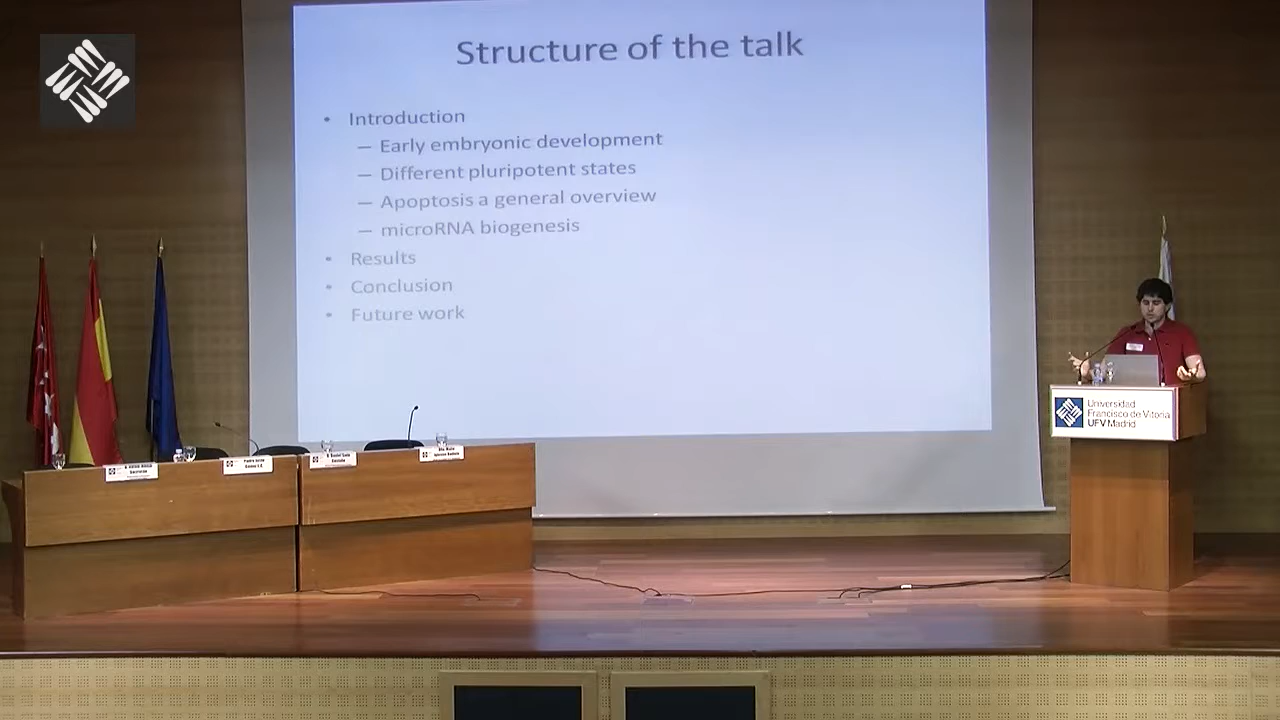 Structure of the talk
• Introduction
– Early embryonic development
– Different pluripotent states
– Apoptosis a general overview
– microRNA biogenesis
• Results
• Conclusion
• Future work
Universidad
Francisco de Vitoria
UFV Madrid